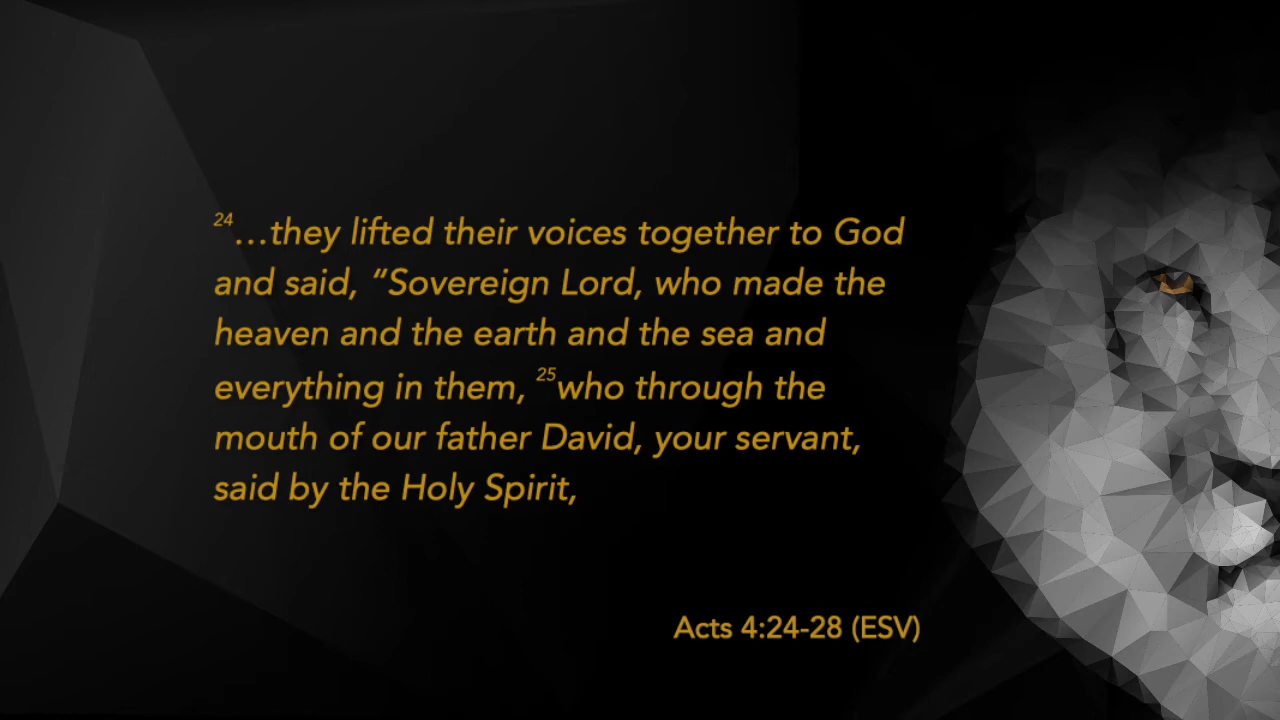 24…they lifted their voices together to God
and said, “Sovereign Lord, who made the
heaven and the earth and the sea and
everything in them, 25who through the
mouth of our father David, your servant,
said by the Holy Spirit,
Acts 4:24-28 (ESV)